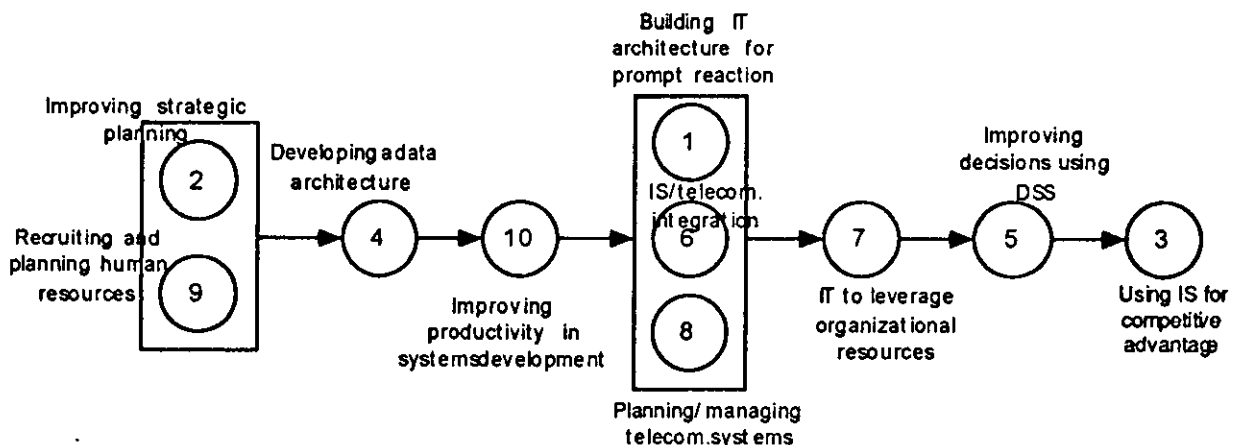 Improving strategic
planning
2
Recruiting and
planning human
resources
9
Developing a data
architecture
4
10
Improving
productivity in
systemsdevelopment
Building IT
architecture for
prompt reaction
1
IS/telecom.
integration
6
8
Planning/ managing
telecom.systems
7
IT to leverage
organizational
resources
Improving
decisions using
DSS
5
3
Using IS for
competitive
advantage